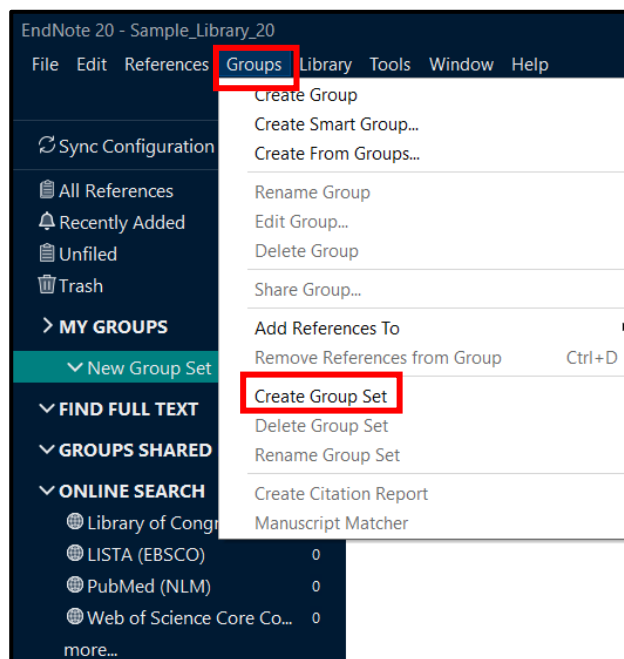 EndNote 20 - Sample_Library_20
File Edit References Groups Library Tools Window Help
Create Group
Create Smart Group...
Create From Groups...
Rename Group
Edit Group...
Delete Group
Share Group...
Add References To
Remove References from Group Ctrl+D
Create Group Set
Delete Group Set
Rename Group Set
Create Citation Report
Manuscript Matcher
Sync Configuration
All References
Recently Added
Unfiled
Trash
MY GROUPS
New Group Set
FIND FULL TEXT
GROUPS SHARED
ONLINE SEARCH
Library of Congr
LISTA (EBSCO) 0
PubMed (NLM) 0
Web of Science Core Co... 0
more...